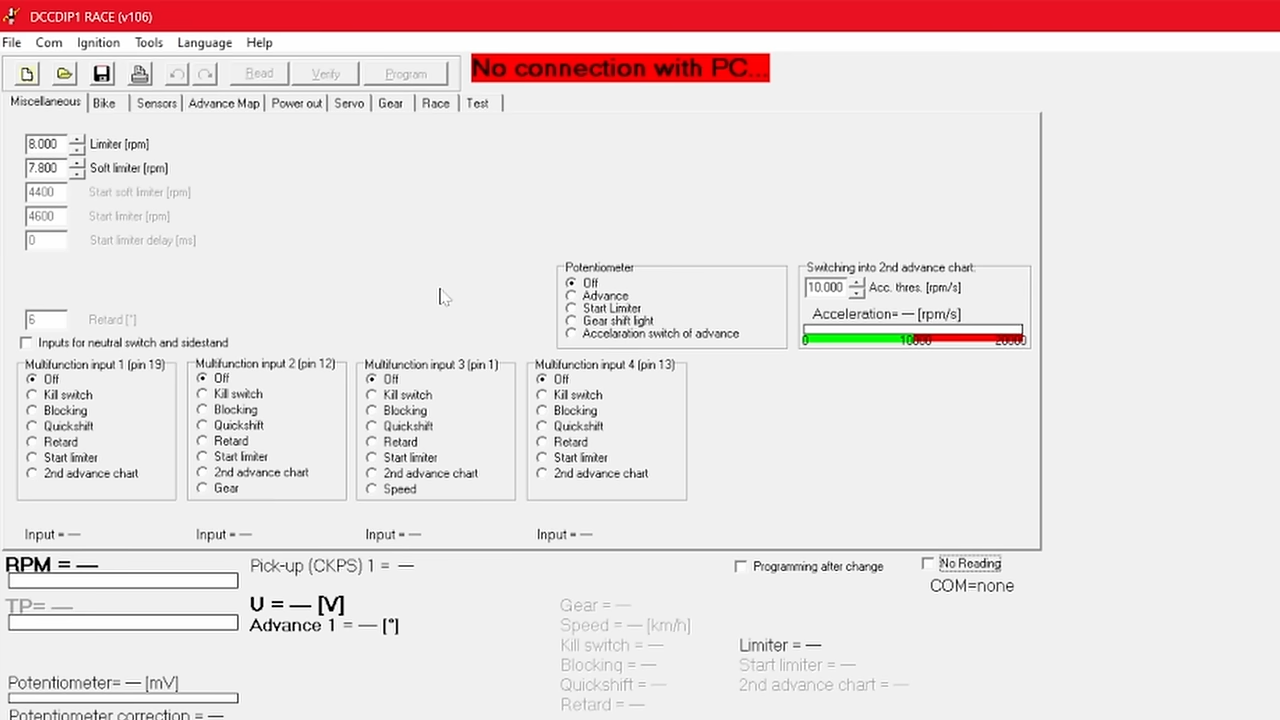 DCCDIP1 RACE (v106)
File Com Ignition Tools Language Help
Read Verify Program
No connection with PC...
Miscellaneous Bike Sensors Advance Map Power out Servo Gear Race Test
8.000 Limiter [rpm]
7.800 Soft limiter [rpm]
4400 Start soft limiter [rpm]
4600 Start limiter [rpm]
0 Start limiter delay [ms]
Potentiometer
Off
Advance
Start Limiter
Gear shift light
Accelaration switch of advance
Switching into 2nd advance chart:
10.000 Acc. thres. [rpm/s]
Acceleration= — [rpm/s]
0 10000 20000
6 Retard [°]
Inputs for neutral switch and sidestand
Multifunction input 1 (pin 19)
Off
Kill switch
Blocking
Quickshift
Retard
Start limiter
2nd advance chart
Multifunction input 2 (pin 12)
Off
Kill switch
Blocking
Quickshift
Retard
Start limiter
2nd advance chart
Gear
Multifunction input 3 (pin 1)
Off
Kill switch
Blocking
Quickshift
Retard
Start limiter
2nd advance chart
Speed
Multifunction input 4 (pin 13)
Off
Kill switch
Blocking
Quickshift
Retard
Start limiter
2nd advance chart
Input = — Input = — Input = — Input = —
RPM = —
TP= —
Pick-up (CKPS) 1 = —
U = — [V]
Advance 1 = — [°]
Programming after change
No Reading
COM=none
Gear = —
Speed = — [km/h]
Kill switch = —
Blocking = —
Quickshift = —
Retard = —
Limiter = —
Start limiter = —
2nd advance chart = —
Potentiometer= — [mV]
Potentiometer correction = —